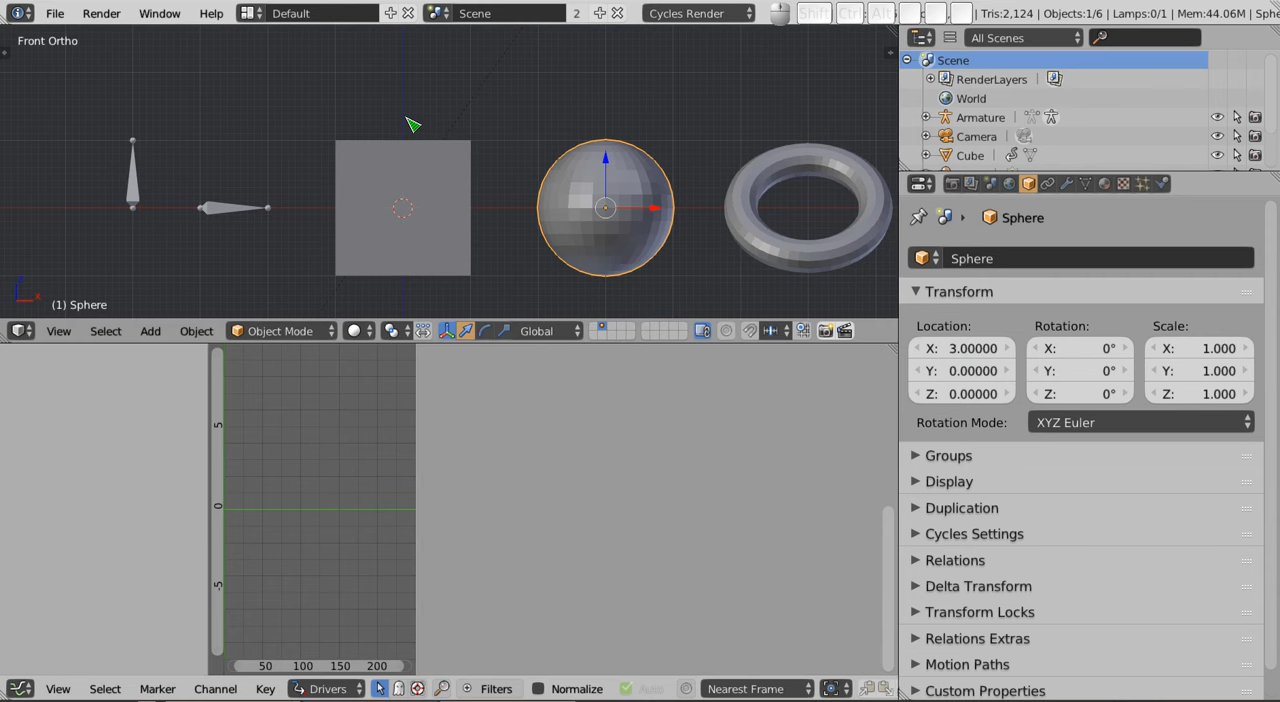 File Render Window Help Default Scene 2 Cycles Render Shift Ctrl Alt | Tris:2,124 | Objects:1/6 | Lamps:0/1 | Mem:44.06M | Sphe
Front Ortho
All Scenes
Scene
RenderLayers
World
Armature
Camera
Cube
Sphere
Sphere
Transform
Location: Rotation: Scale:
X: 3.00000 X: 0° X: 1.000
Y: 0.00000 Y: 0° Y: 1.000
Z: 0.00000 Z: 0° Z: 1.000
Rotation Mode: XYZ Euler
Groups
Display
Duplication
Cycles Settings
Relations
Delta Transform
Transform Locks
Relations Extras
Motion Paths
Custom Properties
x
(1) Sphere
View Select Add Object Object Mode Global
5
0
-5
50 100 150 200
View Select Marker Channel Key Drivers Filters Normalize Auto Nearest Frame